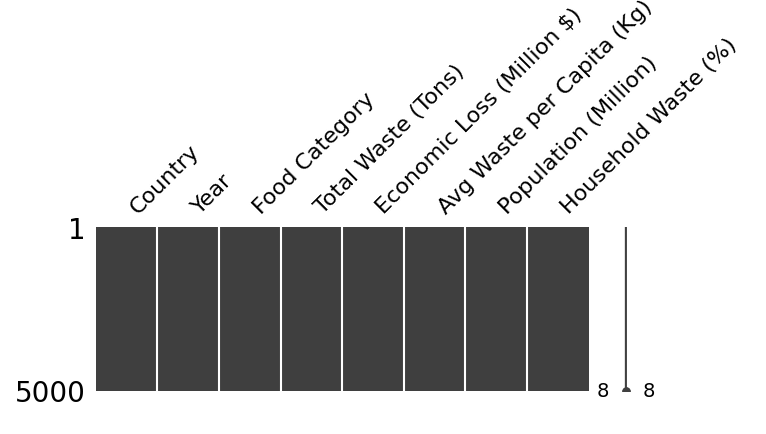 Country
Year
Food Category
Total Waste (Tons)
Economic Loss (Million $)
Avg Waste per Capita (Kg)
Population (Million)
Household Waste (%)
1
5000
8
8